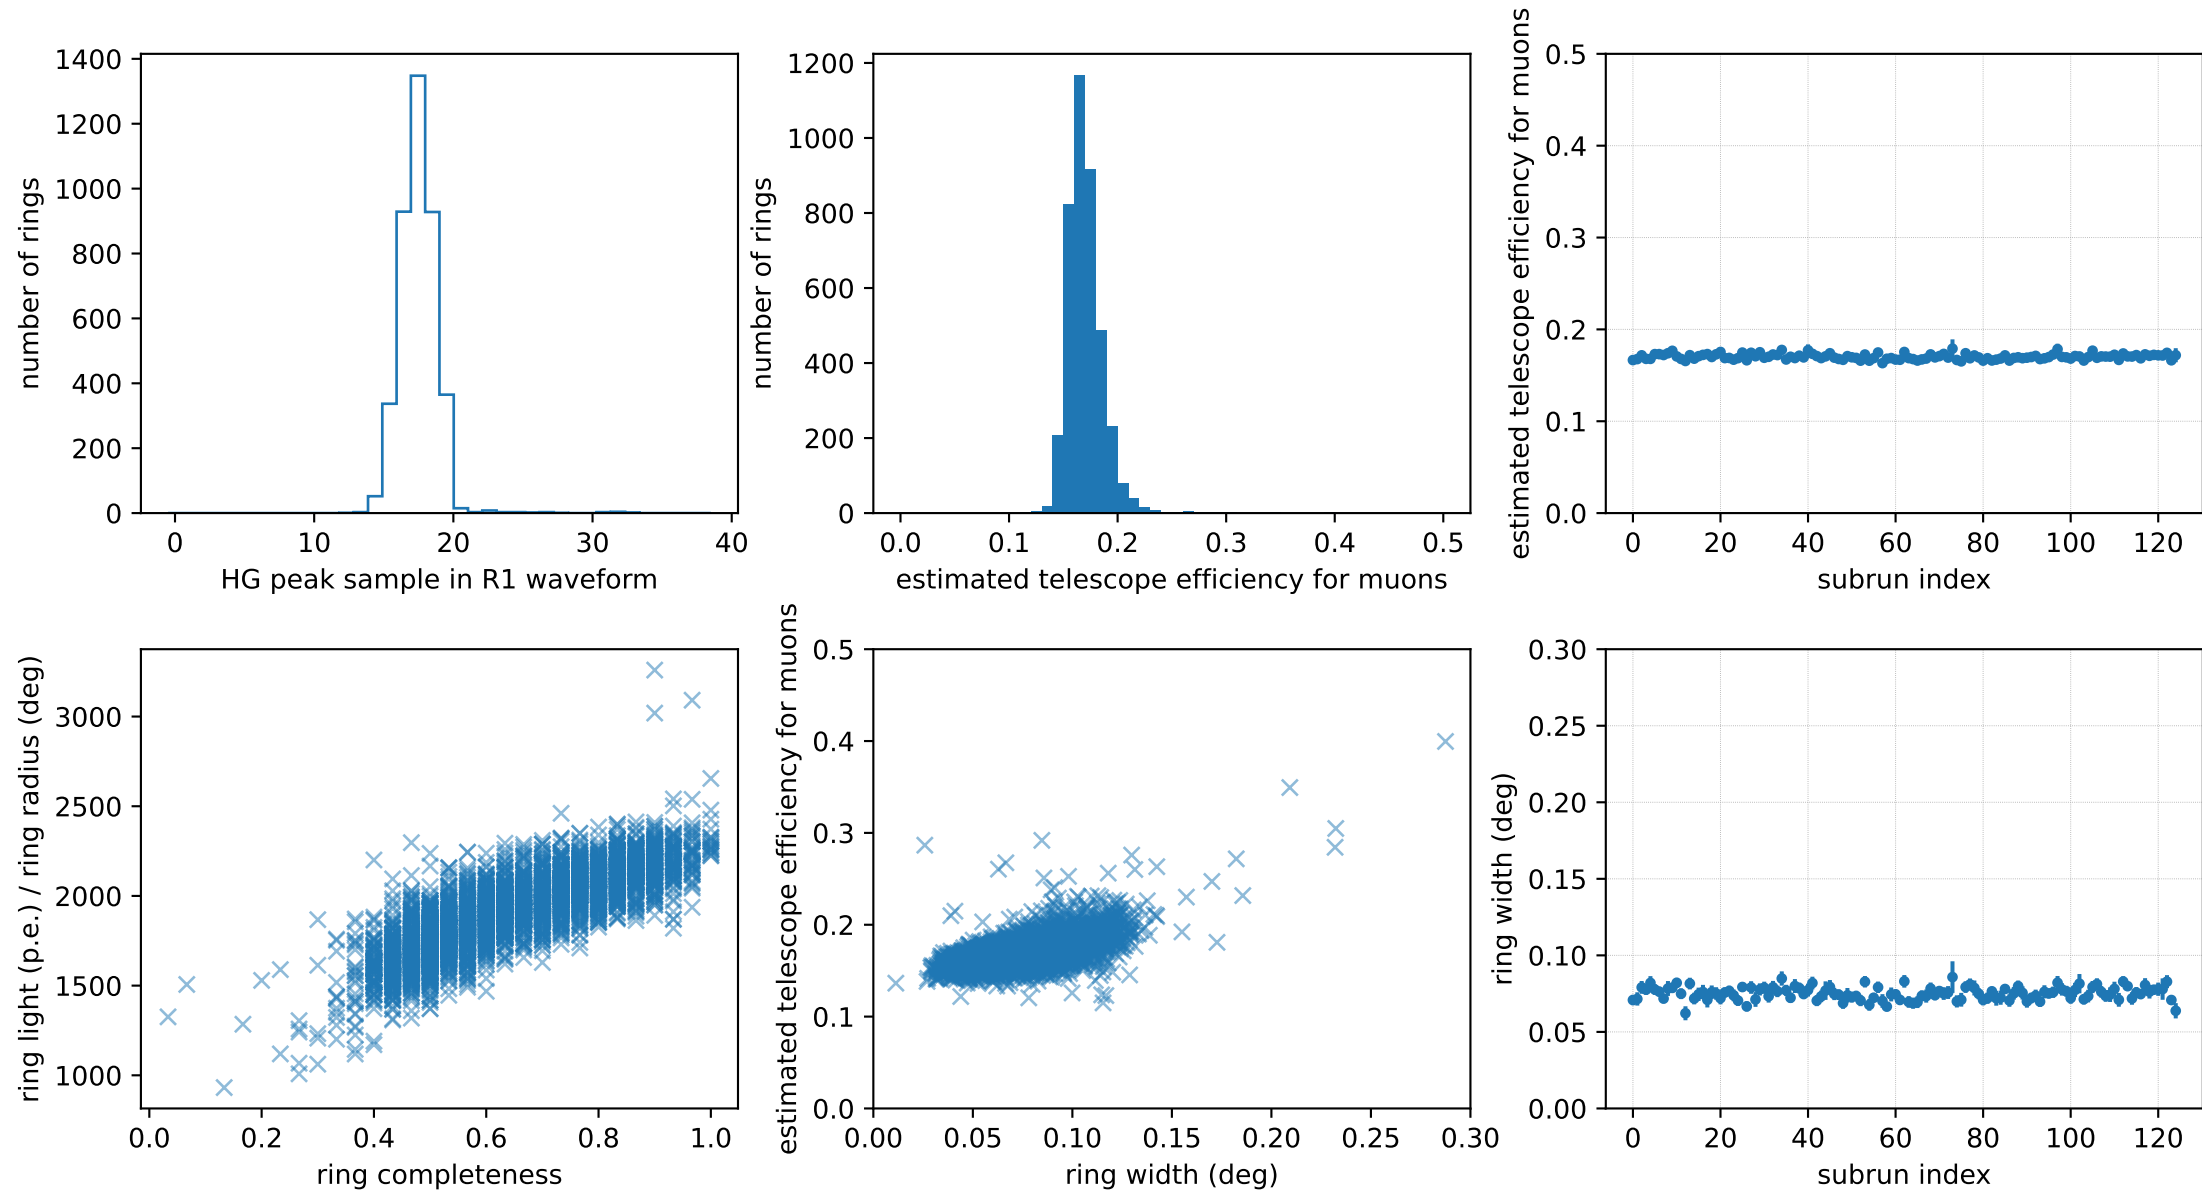 number of rings
1400
1200
1000
800
600
400
200
0
0 10 20 30 40
HG peak sample in R1 waveform
number of rings
1200
1000
800
600
400
200
0
0.0 0.1 0.2 0.3 0.4 0.5
estimated telescope efficiency for muons
estimated telescope efficiency for muons
0.5
0.4
0.3
0.2
0.1
0.0
0 20 40 60 80 100 120
subrun index
ring light (p.e.) / ring radius (deg)
3000
2500
2000
1500
1000
0.0 0.2 0.4 0.6 0.8 1.0
ring completeness
estimated telescope efficiency for muons
0.5
0.4
0.3
0.2
0.1
0.0
0.00 0.05 0.10 0.15 0.20 0.25 0.30
ring width (deg)
ring width (deg)
0.30
0.25
0.20
0.15
0.10
0.05
0.00
0 20 40 60 80 100 120
subrun index